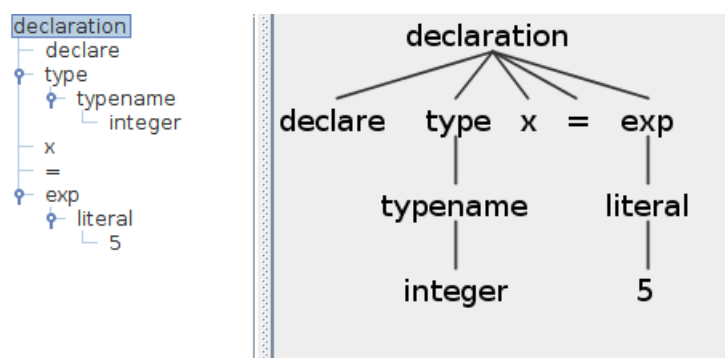 declaration
declare
type
typename
integer
x
=
exp
literal
5
declaration
declare type x = exp
typename literal
integer 5